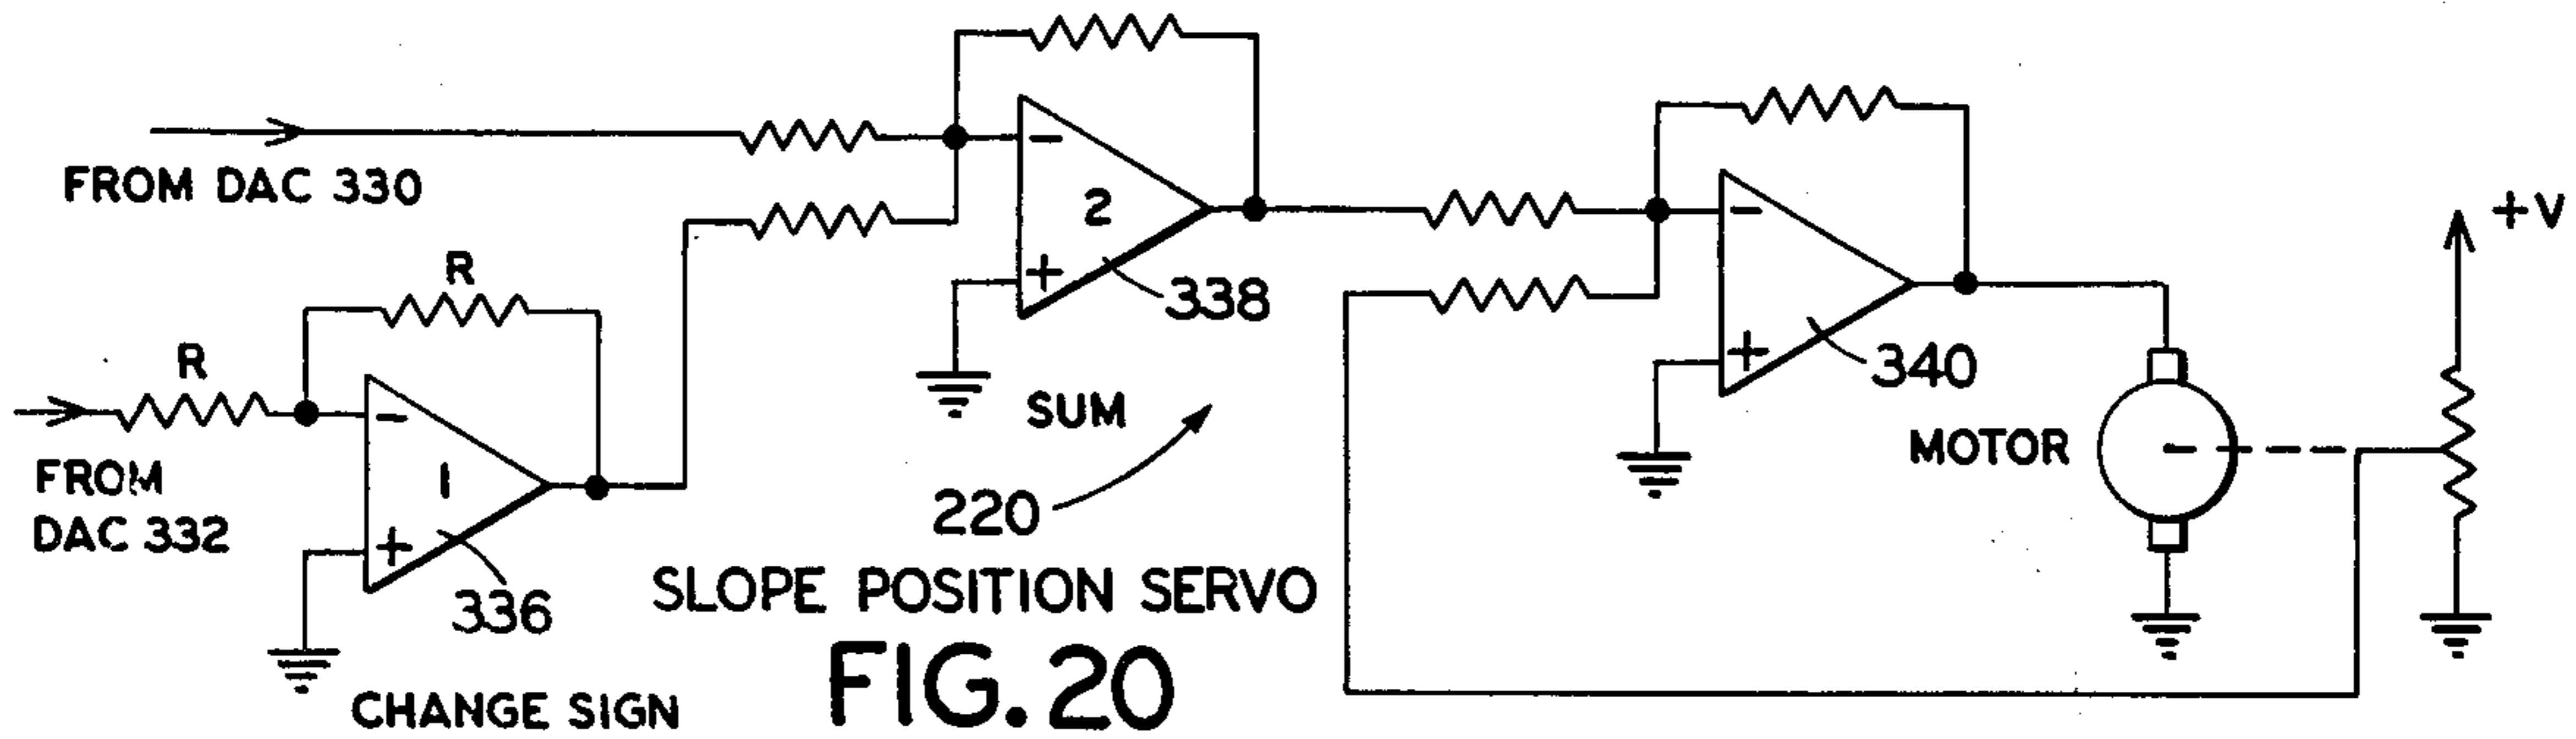 FROM DAC 330
R
R
FROM
DAC 332
-
1
+
336
CHANGE SIGN
-
2
+
338
SUM
220
-
+
340
MOTOR
+V
SLOPE POSITION SERVO
FIG. 20